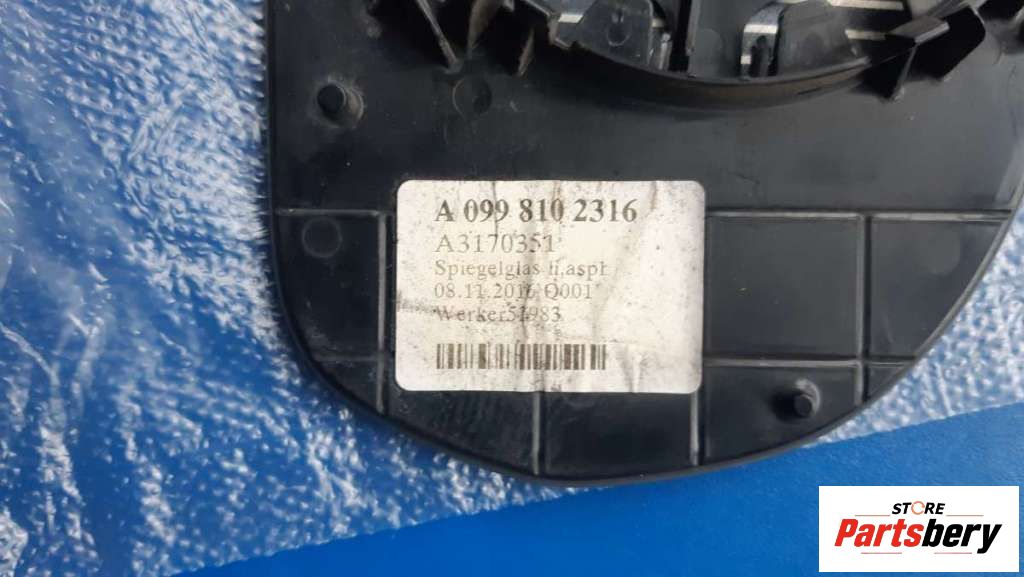 A 099 810 2316
A3170351
Spiegelglas li,asph
08.11.2016 Q001
Werker51983
STORE
Partsbery